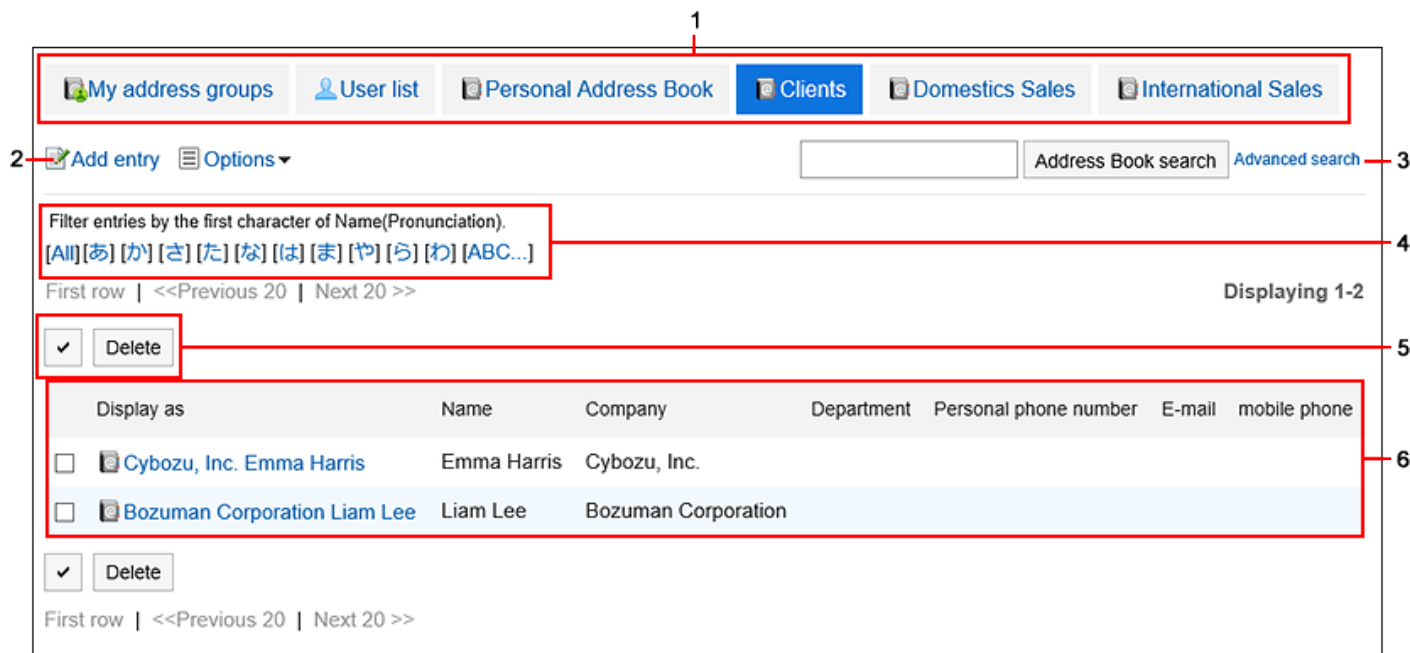 1
My address groups User list Personal Address Book Clients Domestics Sales International Sales
2 Add entry Options Address Book search Advanced search 3
Filter entries by the first character of Name(Pronunciation).
[All] [あ] [か] [さ] [た] [な] [は] [ま] [や] [ら] [わ] [ABC...] 4
First row | <<Previous 20 | Next 20 >> Displaying 1-2
Delete 5
Display as Name Company Department Personal phone number E-mail mobile phone
Cybozu, Inc. Emma Harris Emma Harris Cybozu, Inc. 6
Bozuman Corporation Liam Lee Liam Lee Bozuman Corporation
Delete
First row | <<Previous 20 | Next 20 >>